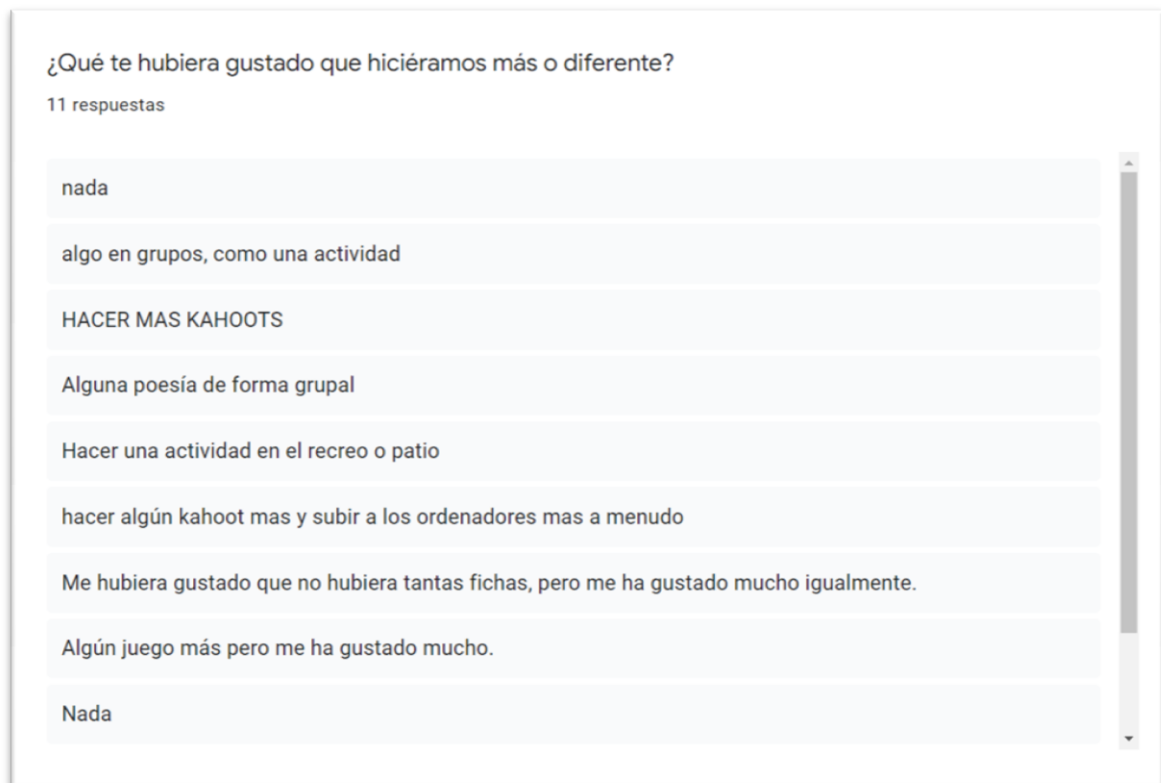 ¿Qué te hubiera gustado que hiciéramos más o diferente?
11 respuestas
nada
algo en grupos, como una actividad
HACER MAS KAHOOTS
Alguna poesía de forma grupal
Hacer una actividad en el recreo o patio
hacer algún kahoot mas y subir a los ordenadores mas a menudo
Me hubiera gustado que no hubiera tantas fichas, pero me ha gustado mucho igualmente.
Algún juego más pero me ha gustado mucho.
Nada